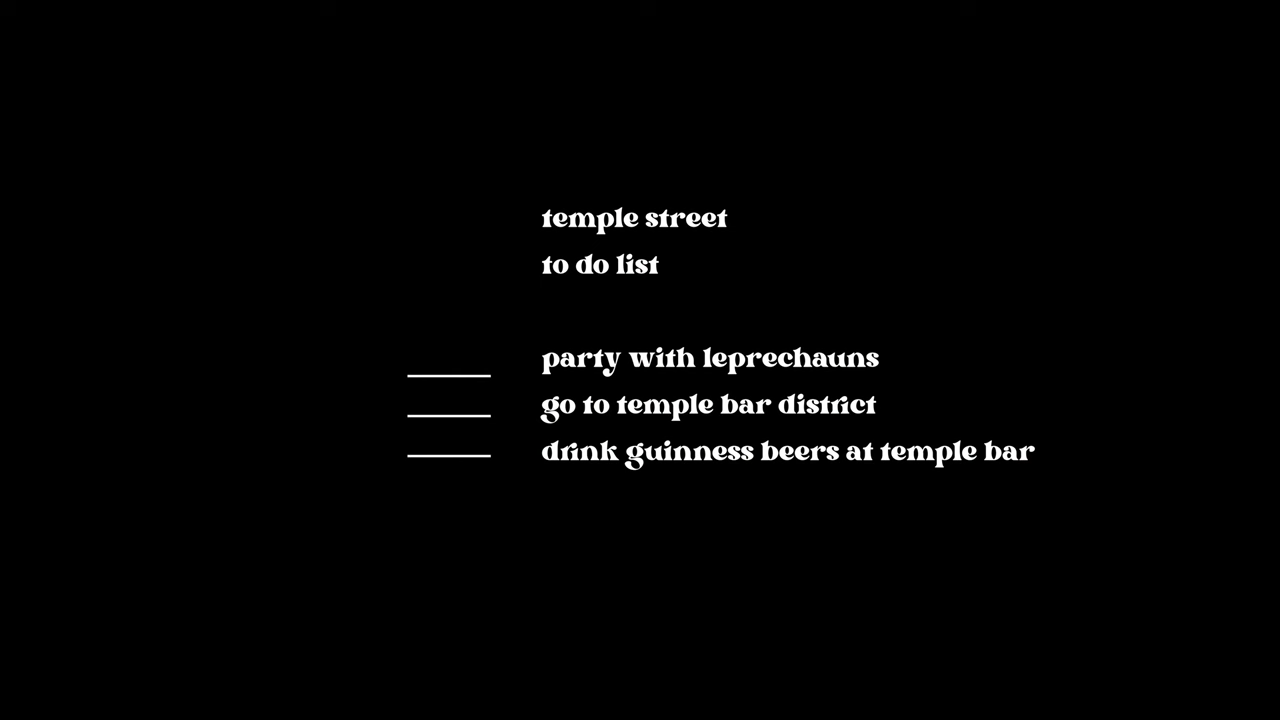 temple street
to do list
party with leprechauns
go to temple bar district
drink guinness beers at temple bar